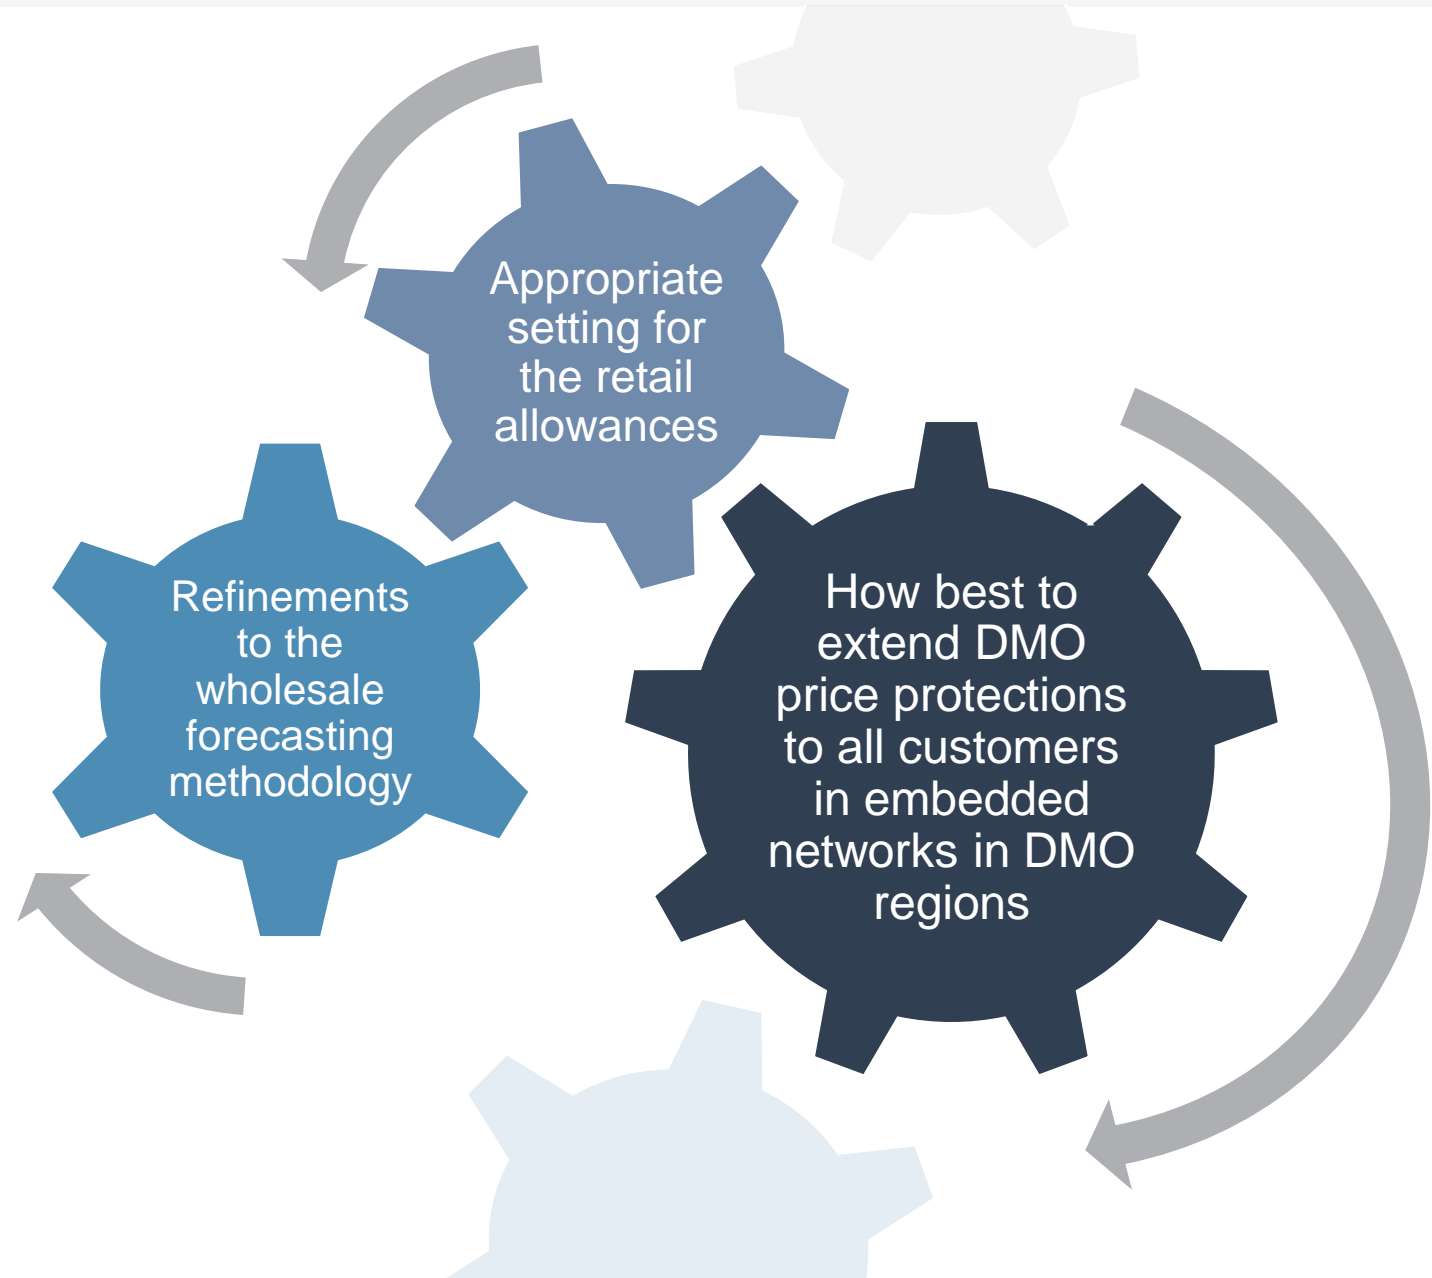 Appropriate
setting for
the retail
allowances
Refinements
to the
wholesale
forecasting
methodology
How best to
extend DMO
price protections
to all customers
in embedded
networks in DMO
regions